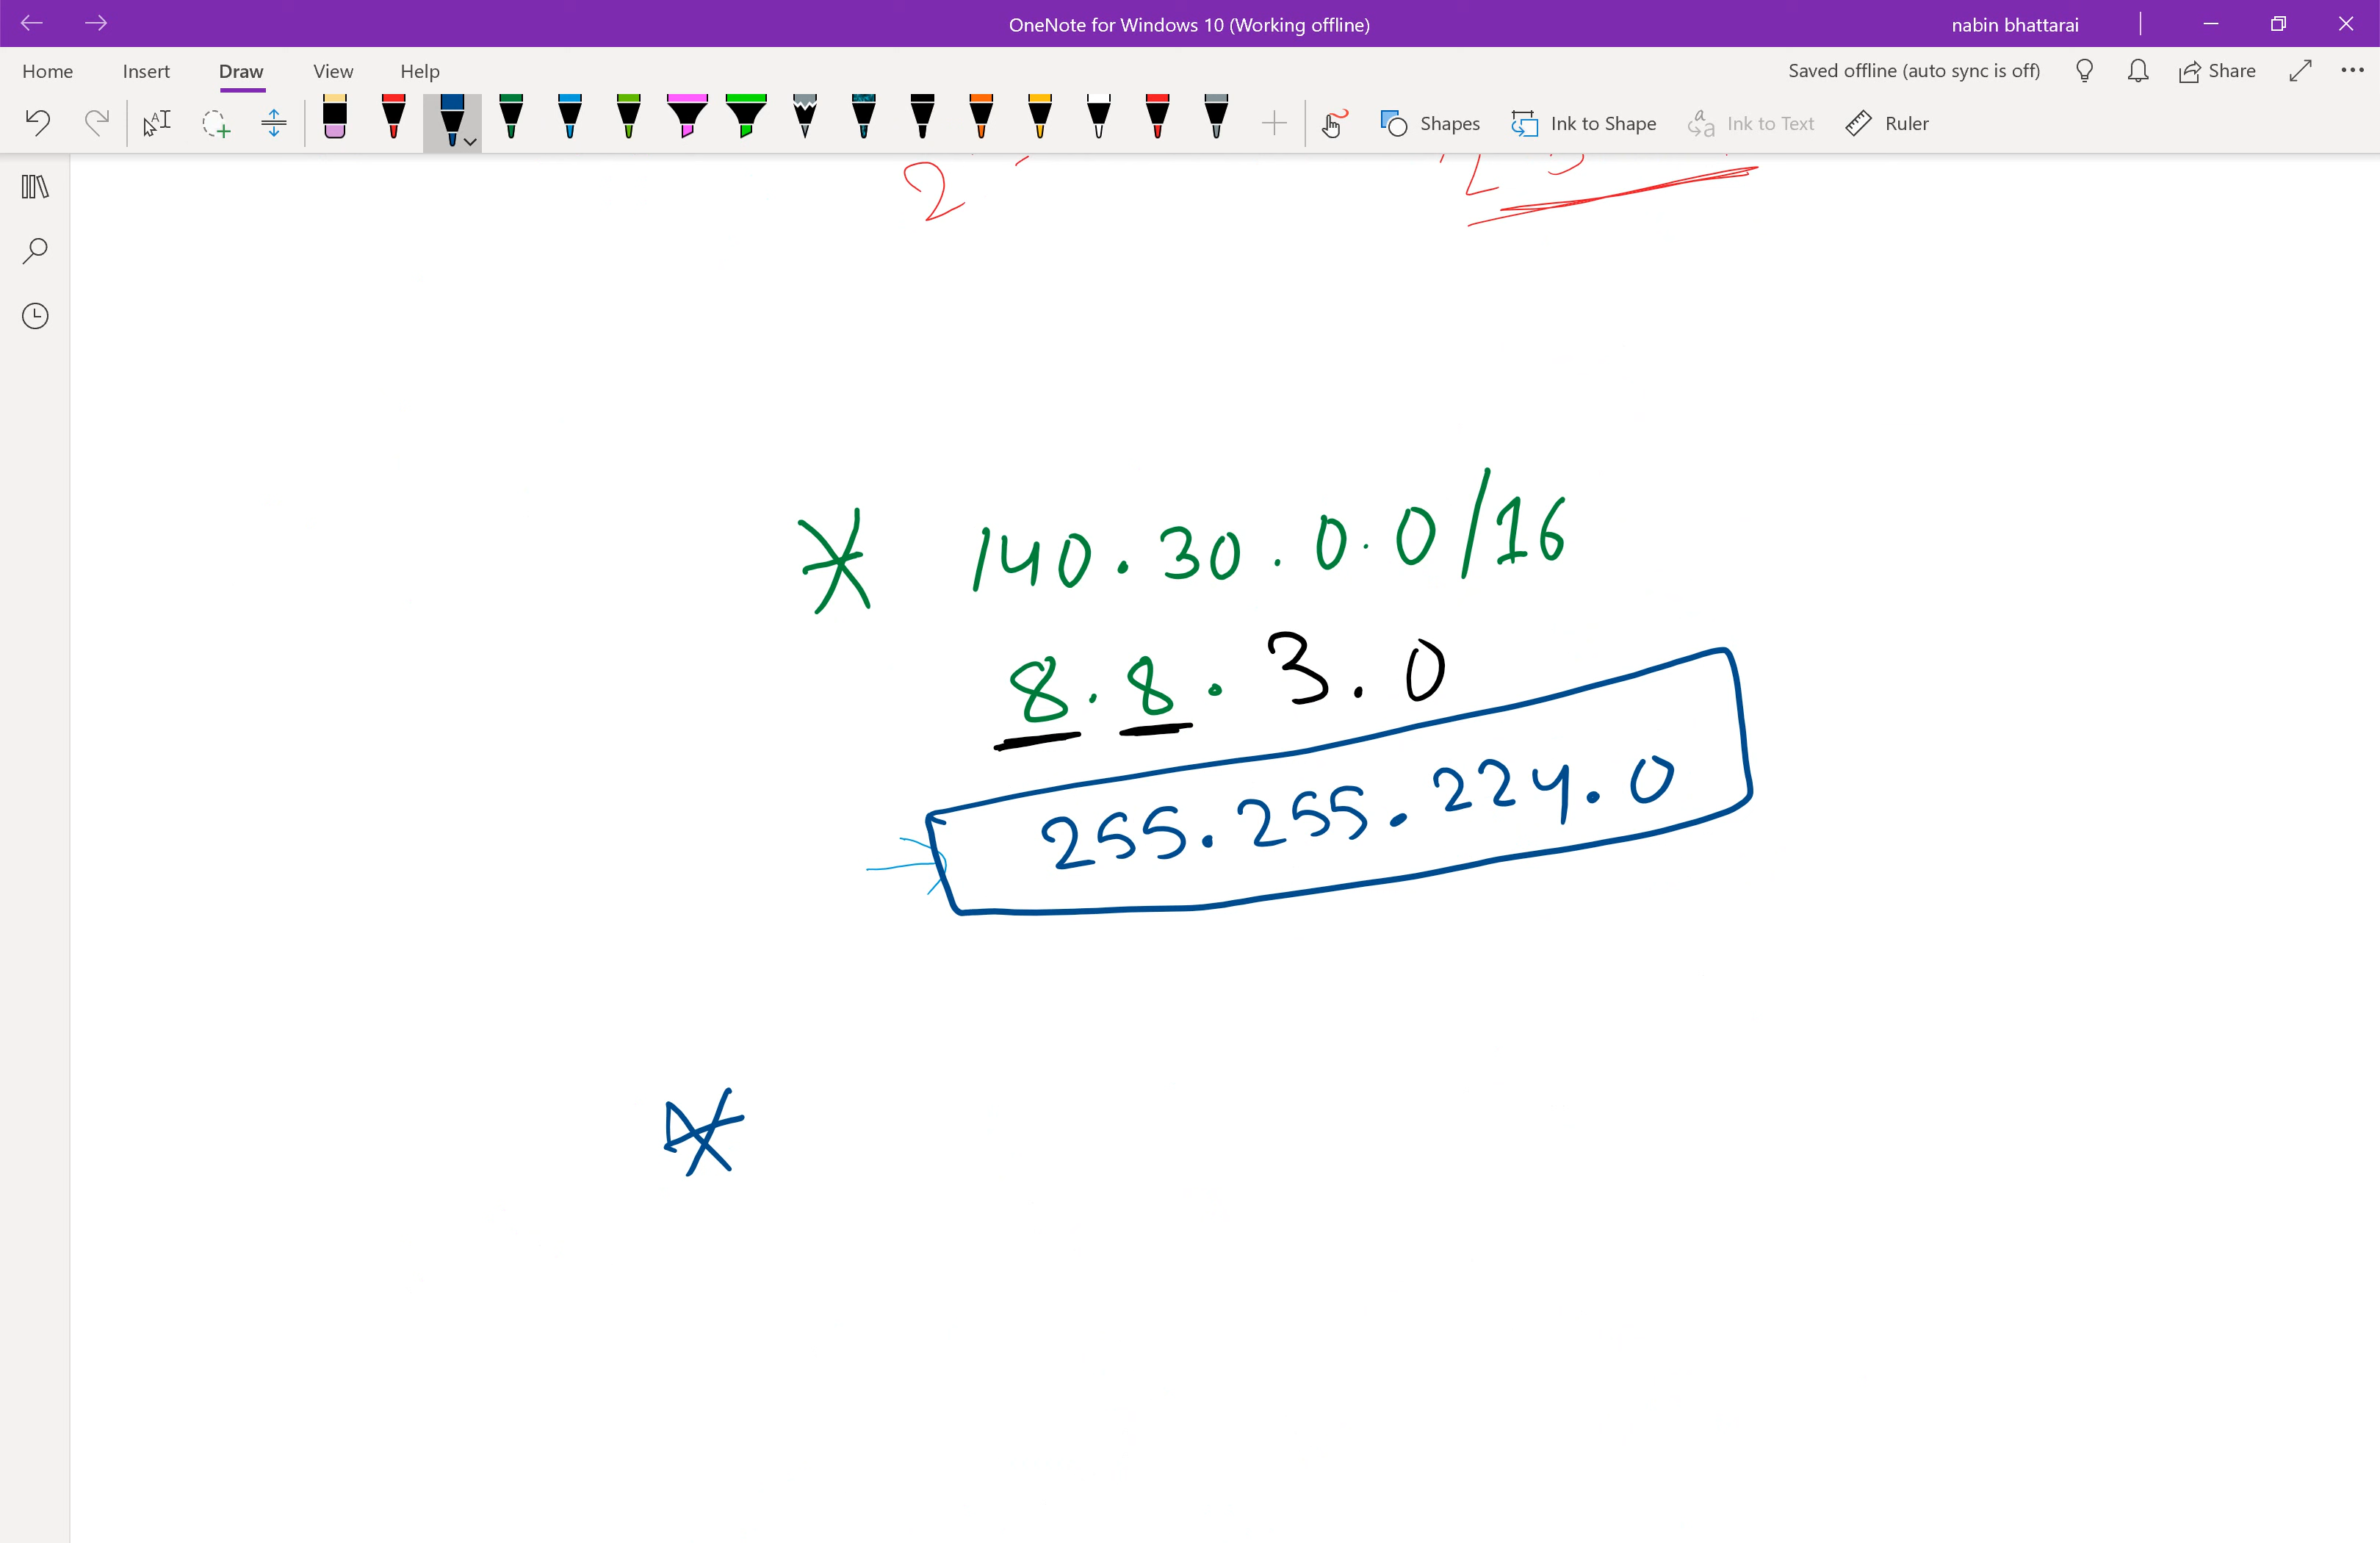 OneNote for Windows 10 (Working offline)
nabin bhattarai
Home Insert Draw View Help
Saved offline (auto sync is off)
Share
Shapes
Ink to Shape
Ink to Text
Ruler
2
140.30.0.0/16
8.8.3.0
255.255.224.0